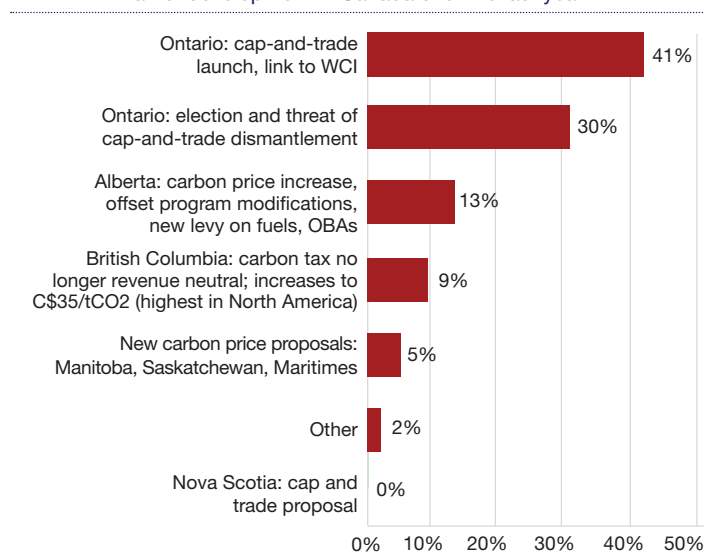 Ontario: cap-and-trade
launch, link to WCI
41%
Ontario: election and threat of
cap-and-trade dismantlement
30%
Alberta: carbon price increase,
offset program modifications,
new levy on fuels, OBAs
13%
British Columbia: carbon tax no
longer revenue neutral; increases to
C$35/tCO2 (highest in North America)
9%
New carbon price proposals:
Manitoba, Saskatchewan, Maritimes
5%
Other
2%
Nova Scotia: cap and
trade proposal
0%
0% 10% 20% 30% 40% 50%